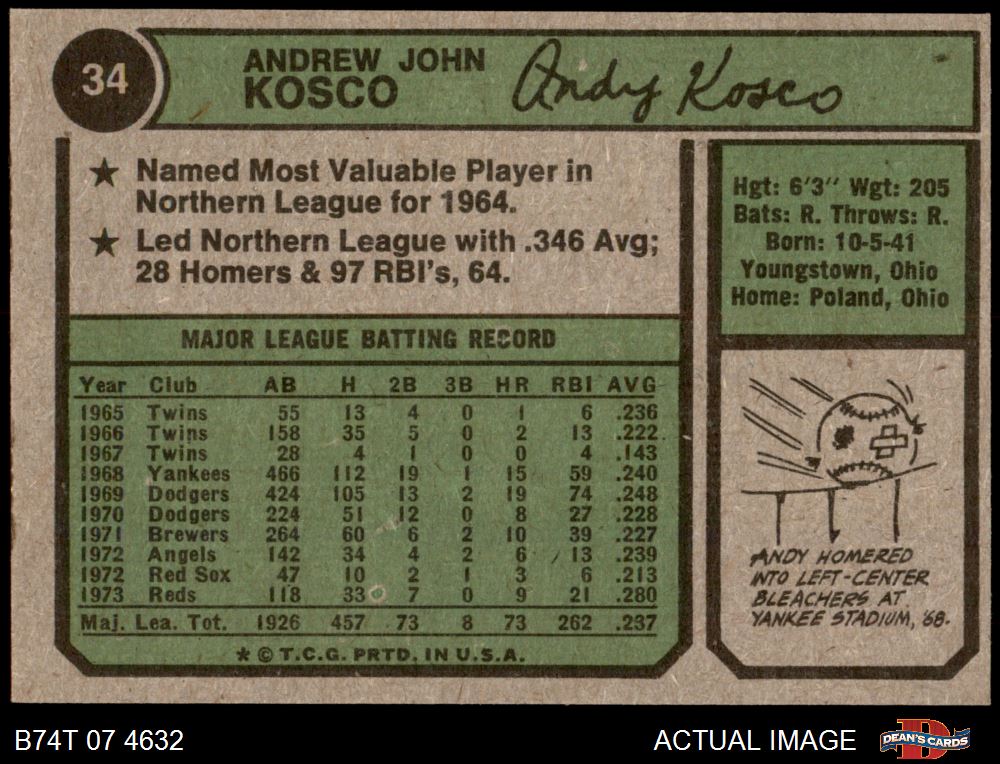 34
ANDREW JOHN
KOSCO
Andy Kosco
★ Named Most Valuable Player in
Northern League for 1964.
★ Led Northern League with .346 Avg;
28 Homers & 97 RBI's, 64.
Hgt: 6'3" Wgt: 205
Bats: R. Throws: R.
Born: 10-5-41
Youngstown, Ohio
Home: Poland, Ohio
MAJOR LEAGUE BATTING RECORD
Year Club AB H 2B 3B HR RBI AVG
1965 Twins 55 13 4 0 1 6 .236
1966 Twins 158 35 5 0 2 13 .222
1967 Twins 28 4 1 0 0 4 .143
1968 Yankees 466 112 19 1 15 59 .240
1969 Dodgers 424 105 13 2 19 74 .248
1970 Dodgers 224 51 12 0 8 27 .228
1971 Brewers 264 60 6 2 10 39 .227
1972 Angels 142 34 4 2 6 13 .239
1972 Red Sox 47 10 2 1 3 6 .213
1973 Reds 118 33 7 0 9 21 .280
Maj. Lea. Tot. 1926 457 73 8 73 262 .237
* © T.C.G. PRTD. IN U.S.A.
ANDY HOMERED
INTO LEFT-CENTER
BLEACHERS AT
YANKEE STADIUM, '68.
B74T 07 4632
ACTUAL IMAGE
D
DEAN'S CARDS